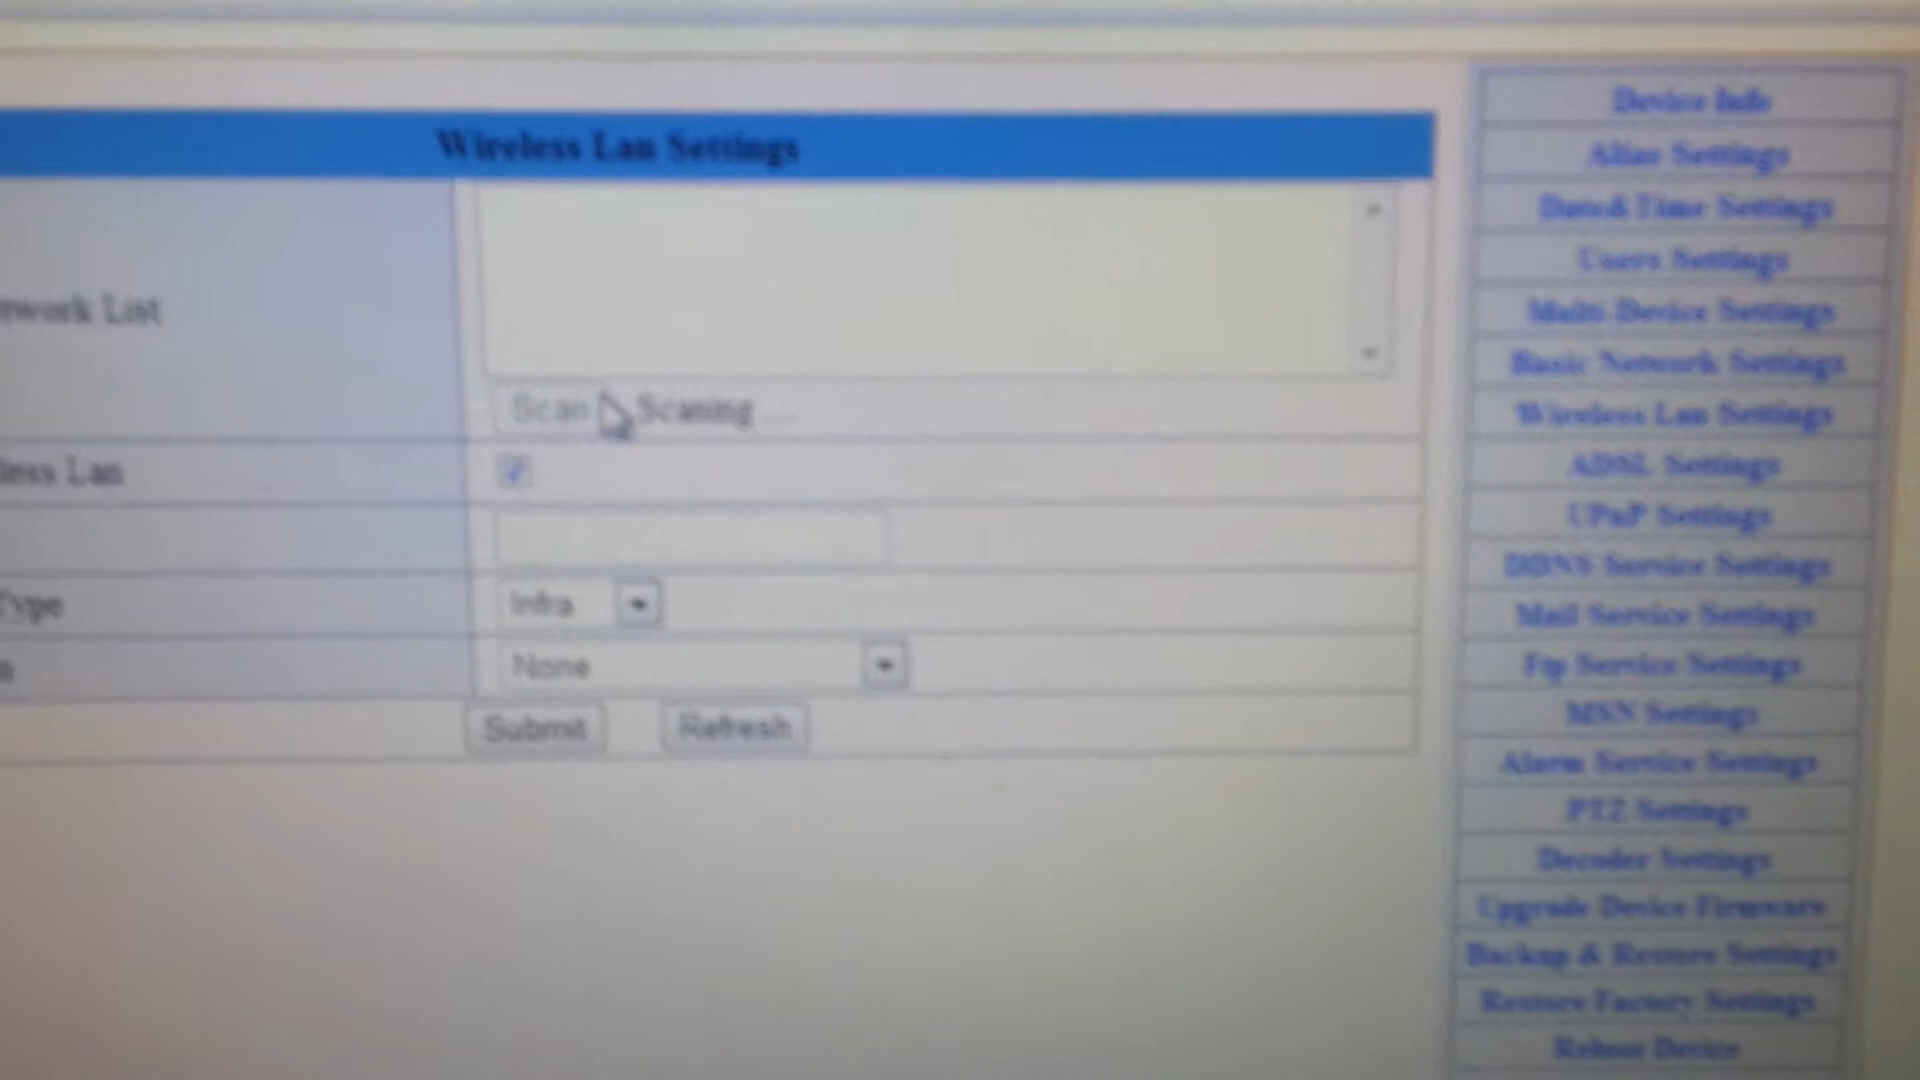 Wireless Lan Settings
twork List
Scan Scaning ...
less Lan
Type
Infra
None
Submit Refresh
Device Info
Alias Settings
Date&Time Settings
Users Settings
Multi-Device Settings
Basic Network Settings
Wireless Lan Settings
ADSL Settings
UPnP Settings
DDNS Service Settings
Mail Service Settings
Ftp Service Settings
MSN Settings
Alarm Service Settings
PTZ Settings
Decoder Settings
Upgrade Device Firmware
Backup & Restore Settings
Restore Factory Settings
Reboot Device